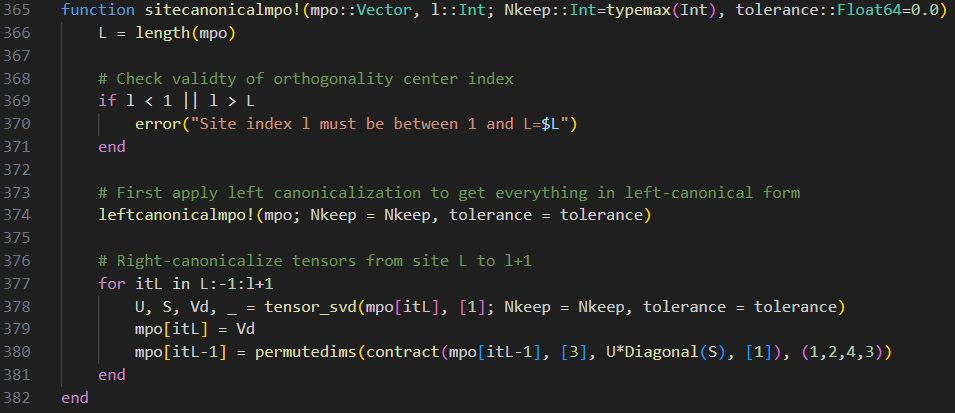 365 function sitecanonicalmpo!(mpo::Vector, l::Int; Nkeep::Int=typemax(Int), tolerance::Float64=0.0)
366     L = length(mpo)
367
368     # Check validty of orthogonality center index
369     if l < 1 || l > L
370         error("Site index l must be between 1 and L=$L")
371     end
372
373     # First apply left canonicalization to get everything in left-canonical form
374     leftcanonicalmpo!(mpo; Nkeep = Nkeep, tolerance = tolerance)
375
376     # Right-canonicalize tensors from site L to l+1
377     for itL in L:-1:l+1
378         U, S, Vd, _ = tensor_svd(mpo[itL], [1]; Nkeep = Nkeep, tolerance = tolerance)
379         mpo[itL] = Vd
380         mpo[itL-1] = permutedims(contract(mpo[itL-1], [3], U*Diagonal(S), [1]), (1,2,4,3))
381     end
382 end